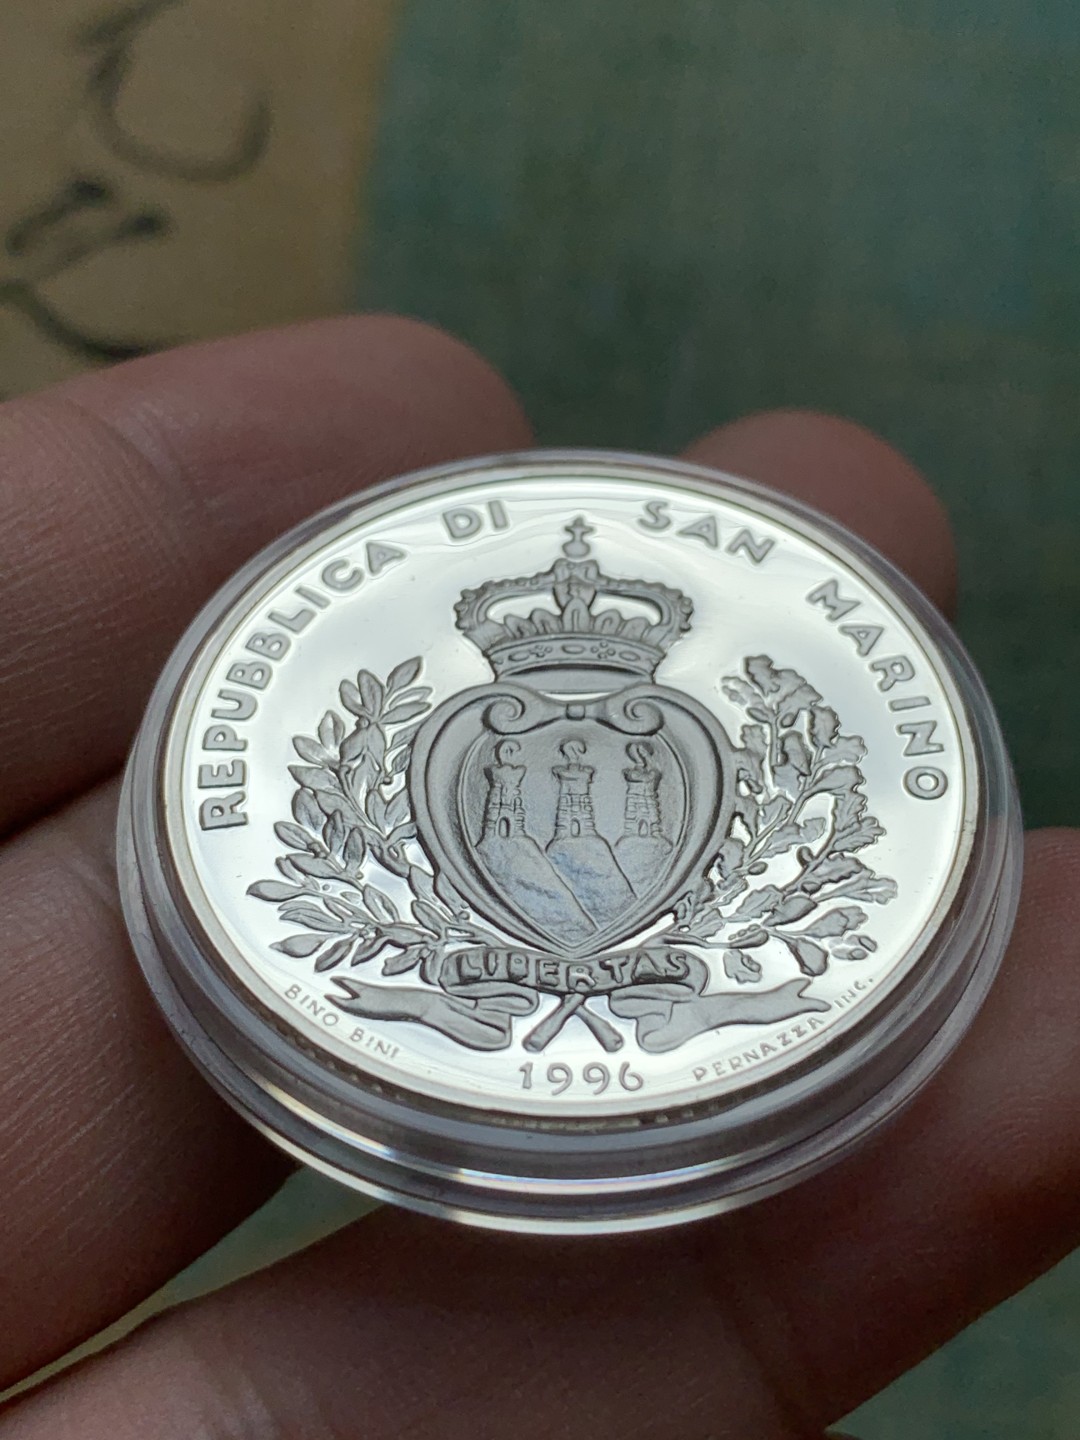 REPUBBLICA DI SAN MARINO
LIBERTAS
BINO BINI
1996
PERNAZZA INC.